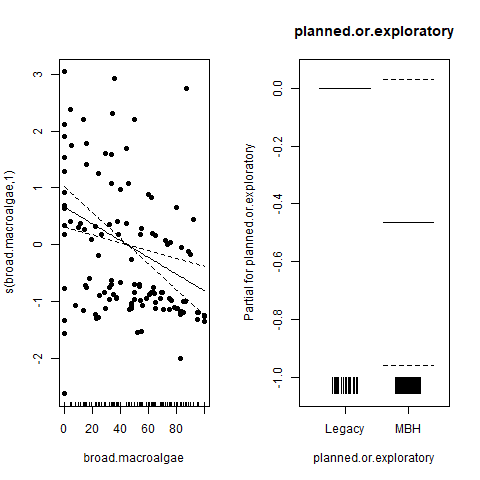 planned.or.exploratory
s(broad.macroalgae,1)
3
2
1
0
-1
-2
0
20
40
60
80
broad.macroalgae
Partial for planned.or.exploratory
0.0
-0.2
-0.4
-0.6
-0.8
-1.0
Legacy
MBH
planned.or.exploratory